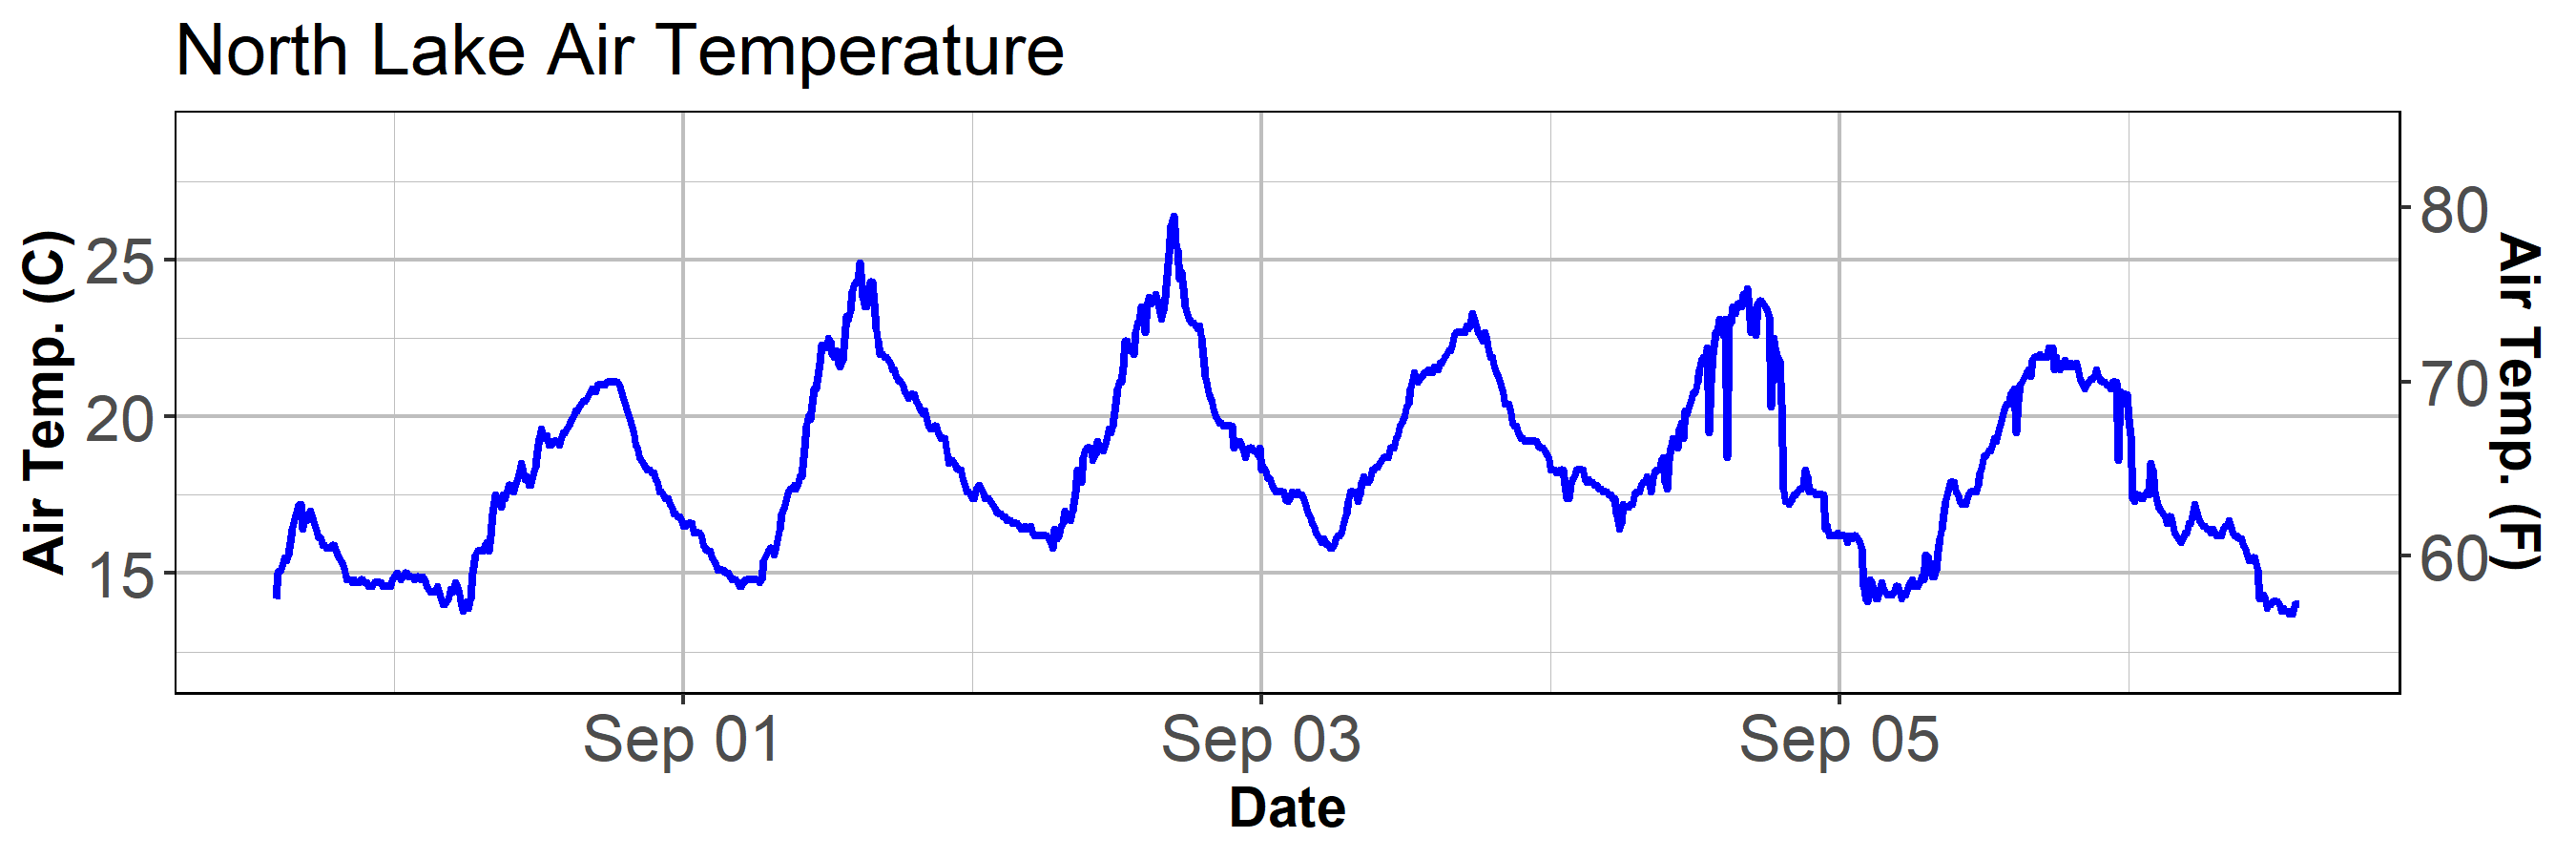 North Lake Air Temperature
Air Temp. (C)
25
20
15
80
70
60
Air Temp. (F)
Sep 01
Sep 03
Sep 05
Date